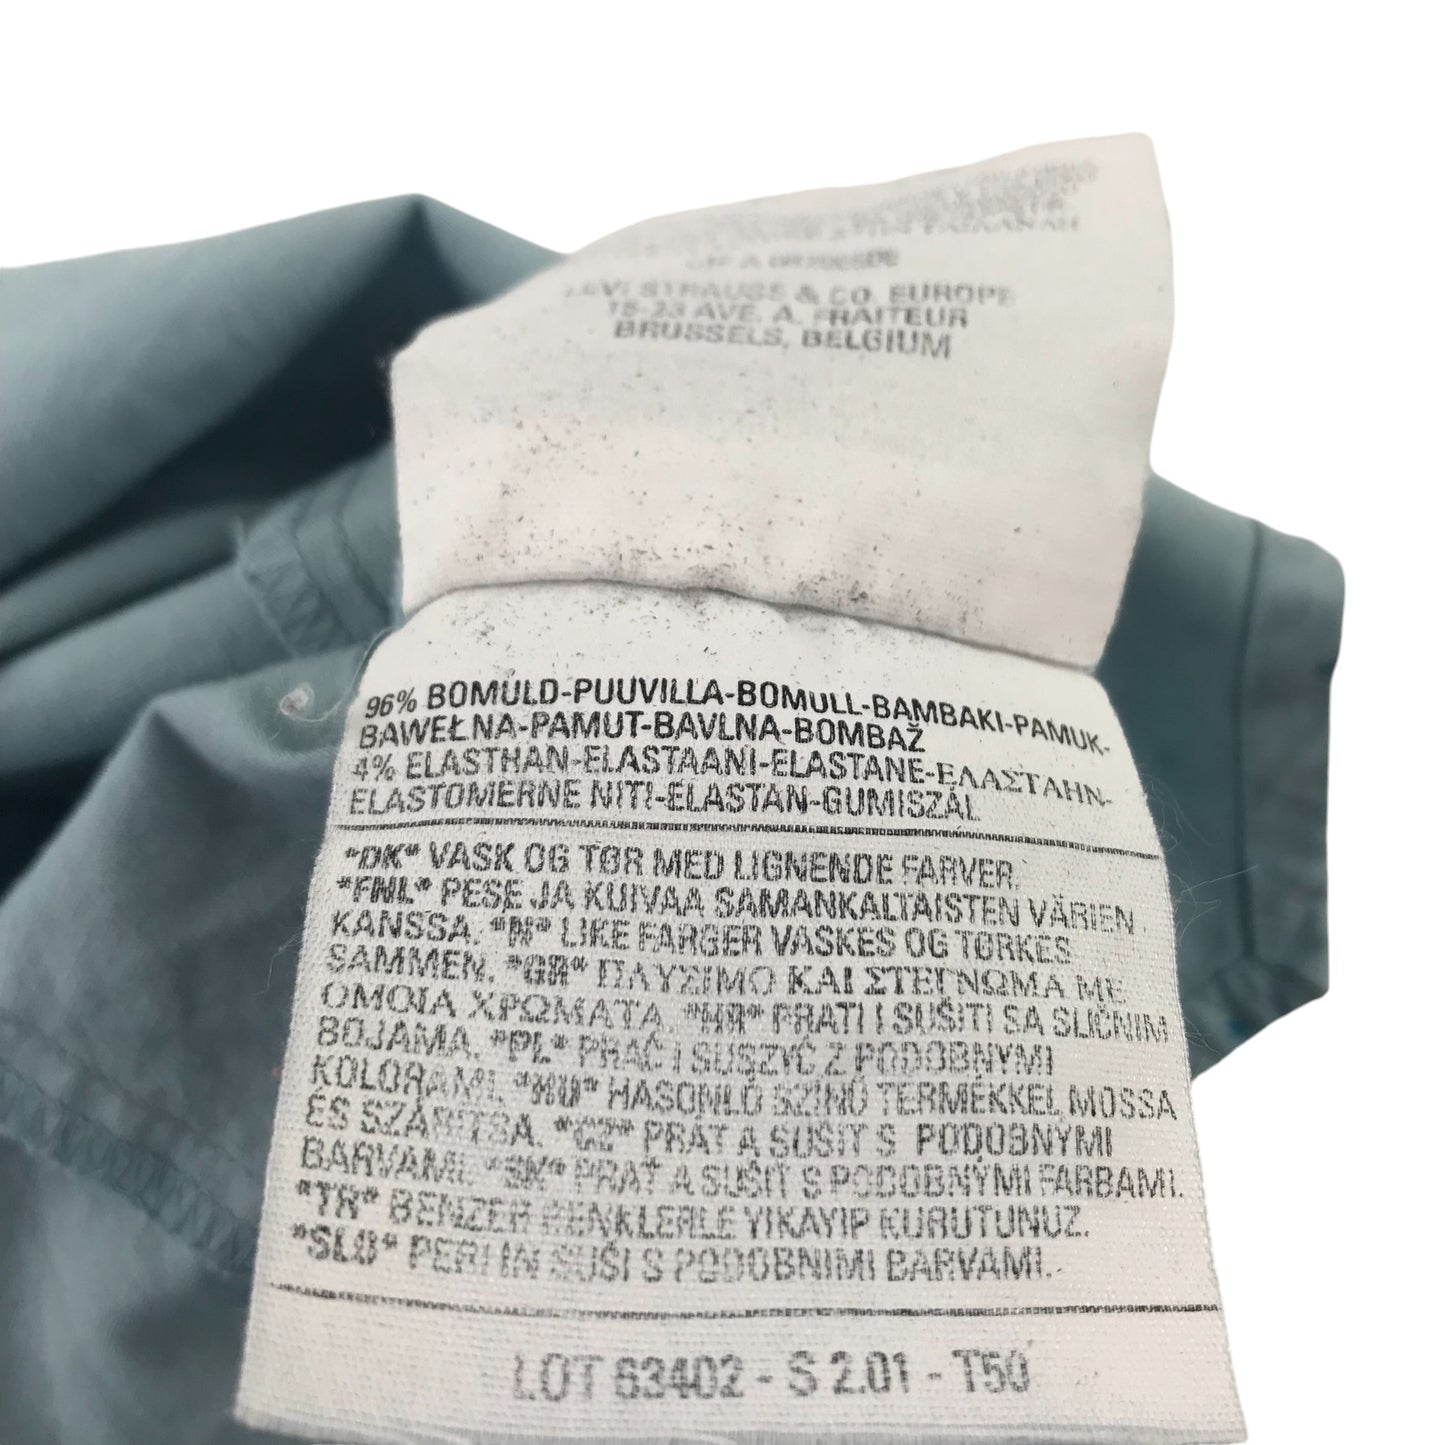 LEVI STRAUSS & CO. EUROPE
15-23 AVE. A. FRAITEUR
BRUSSELS, BELGIUM
96% BOMULD-PUUVILLA-BOMULL-BAMBAKI-PAMUK-
BAWEŁNA-PAMUT-BAVLNA-BOMBAŽ
4% ELASTHAN-ELASTAANI-ELASTANE-ΕΛΑΣΤΑΗΝ-
ELASTOMERNE NITI-ELASTAN-GUMISZÁL
*DK* VASK OG TØR MED LIGNENDE FARVER.
*FNL* PESE JA KUIVAA SAMANKALTAISTEN VÄRIEN
KANSSA. *N* LIKE FARGER VASKES OG TØRKES
SAMMEN. *GR* ΠΛΥΣΙΜΟ ΚΑΙ ΣΤΕΓΝΩΜΑ ΜΕ
ΟΜΟΙΑ ΧΡΩΜΑΤΑ. *HR* PRATI I SUŠITI SA SLIČNIM
BOJAMA. *PL* PRAĆ I SUSZYĆ Z PODOBNYMI
KOLORAMI. *HU* HASONLÓ SZÍNŰ TERMÉKKEL MOSSA
ÉS SZÁRÍTSA. *CZ* PRÁT A SUŠIT S PODOBNÝMI
BARVAMI. *SK* PRAŤ A SUŠIŤ S PODOBNÝMI FARBAMI.
*TR* BENZER RENKLERLE YIKAYIP KURUTUNUZ.
*SLO* PERI IN SUŠI S PODOBNIMI BARVAMI.
LOT 63402 - S 2.01 - T50